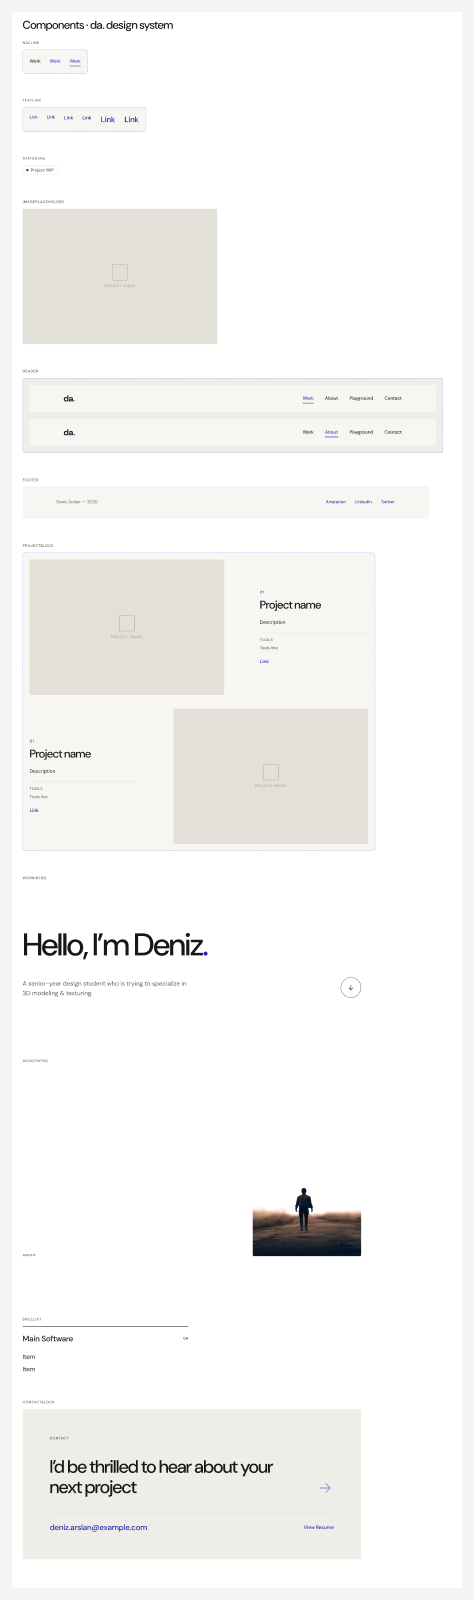 Components · da. design system
NAVLINK
Work Work Work
TEXTLINK
Link Link Link Link Link Link
STATUSTAG
Project WIP
IMAGEPLACEHOLDER
PROJECT IMAGE
HEADER
da. Work About Playground Contact
da. Work About Playground Contact
FOOTER
Deniz Arslan — 2020
Artstation LinkedIn Twitter
PROJECTBLOCK
PROJECT IMAGE
01
Project name
Description
TOOLS
Tools line
Link
01
Project name
Description
TOOLS
Tools line
Link
PROJECT IMAGE
WORKINTRO
Hello, I’m Deniz.
A senior-year design student who is trying to specialize in
3D modeling & texturing.
ABOUTINTRO
ABOUT
SKILLLIST
Main Software
Item
Item
CONTACTBLOCK
CONTACT
I’d be thrilled to hear about your
next project
deniz.arslan@example.com
View Resume